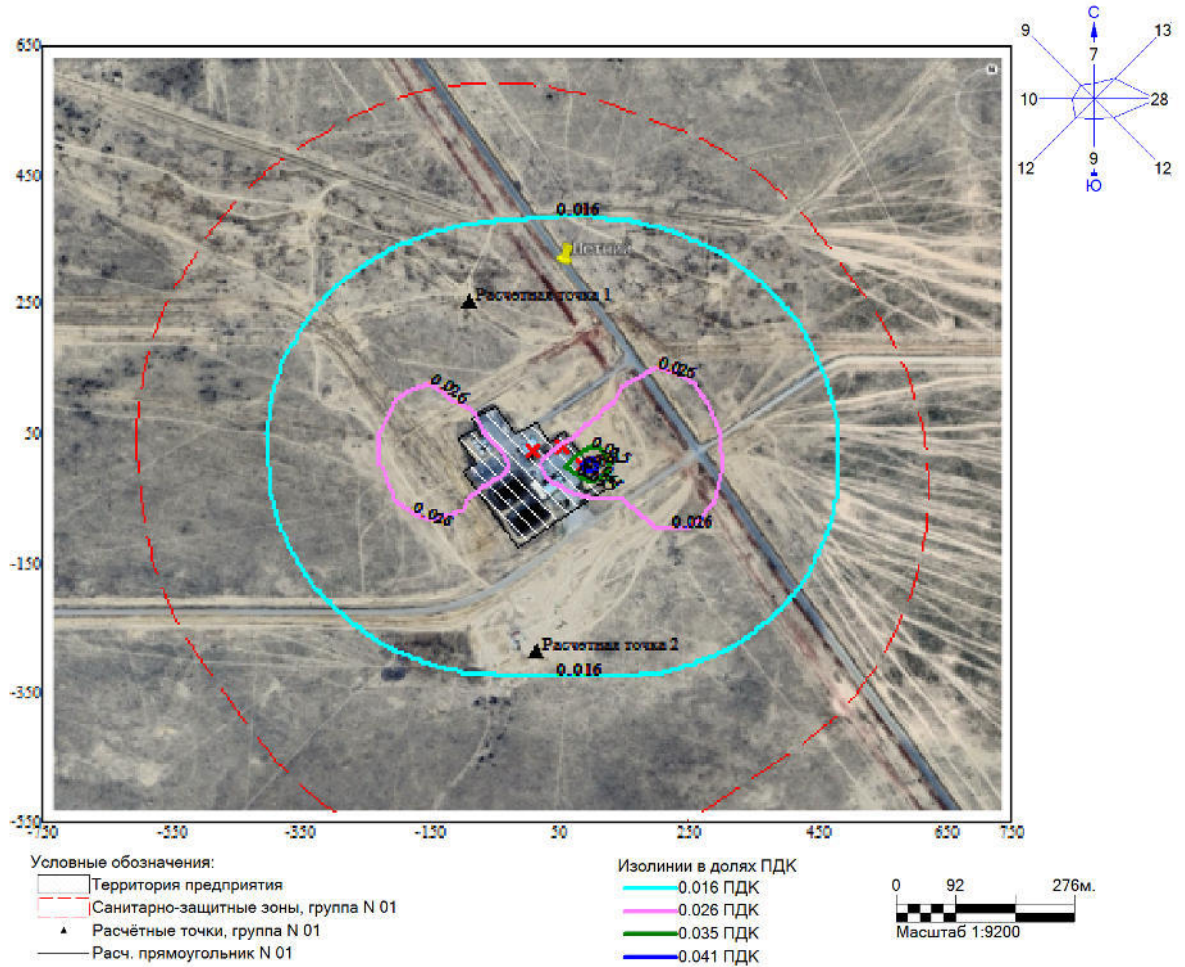 С
9
13
7
10
28
12
9
12
Ю
650
450
250
50
-150
-350
-550
-750
-550
-350
-150
50
250
450
650
750
0.016
Расчетная точка 1
0.026
0.026
0.026
0.026
Расчетная точка 2
0.016
Условные обозначения:
Территория предприятия
Санитарно-защитные зоны, группа N 01
Расчётные точки, группа N 01
Расч. прямоугольник N 01
Изолинии в долях ПДК
0.016 ПДК
0.026 ПДК
0.035 ПДК
0.041 ПДК
0 92 276м.
Масштаб 1:9200